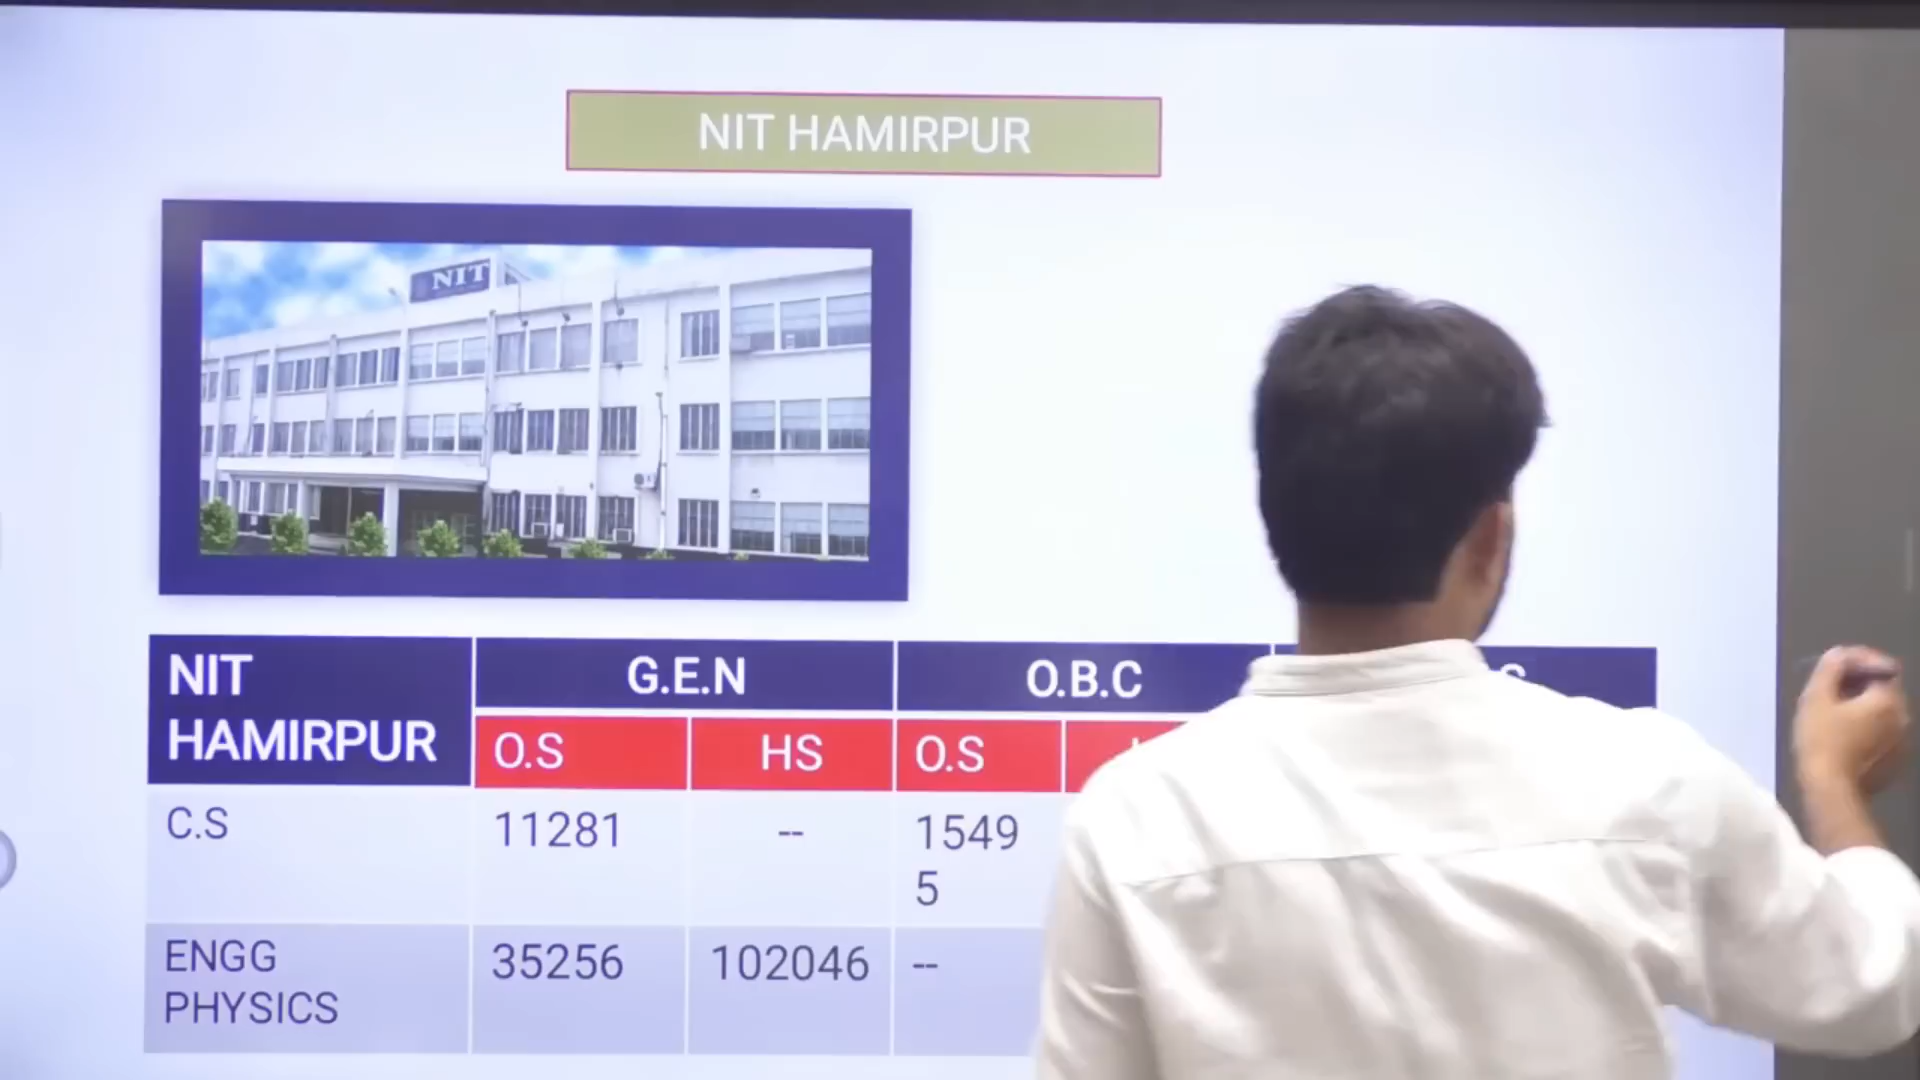 NIT HAMIRPUR
NIT
NIT
HAMIRPUR
G.E.N
O.B.C
O.S
HS
O.S
C.S
11281
--
1549
5
ENGG
PHYSICS
35256
102046
--